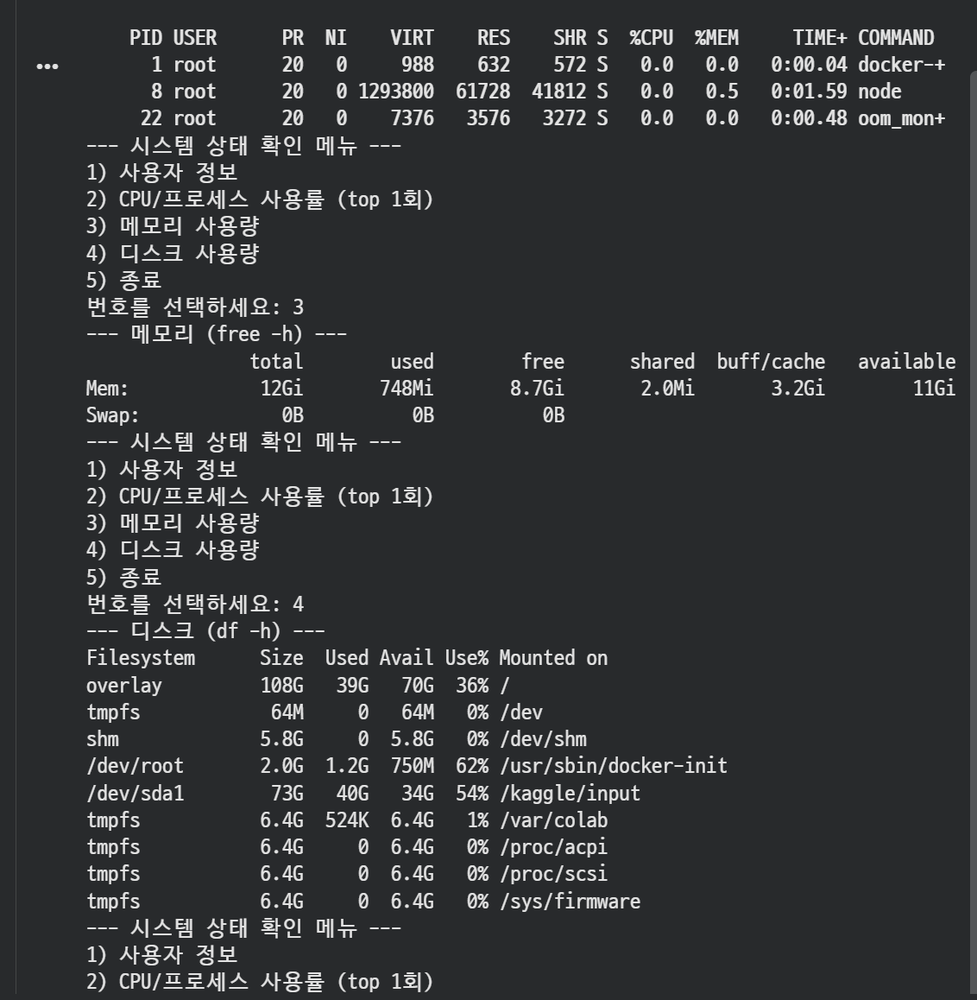 PID USER PR NI VIRT RES SHR S %CPU %MEM TIME+ COMMAND
1 root 20 0 988 632 572 S 0.0 0.0 0:00.04 docker-+
8 root 20 0 1293800 61728 41812 S 0.0 0.5 0:01.59 node
22 root 20 0 7376 3576 3272 S 0.0 0.0 0:00.48 oom_mon+
--- 시스템 상태 확인 메뉴 ---
1) 사용자 정보
2) CPU/프로세스 사용률 (top 1회)
3) 메모리 사용량
4) 디스크 사용량
5) 종료
번호를 선택하세요: 3
--- 메모리 (free -h) ---
total used free shared buff/cache available
Mem: 12Gi 748Mi 8.7Gi 2.0Mi 3.2Gi 11Gi
Swap: 0B 0B 0B
--- 시스템 상태 확인 메뉴 ---
1) 사용자 정보
2) CPU/프로세스 사용률 (top 1회)
3) 메모리 사용량
4) 디스크 사용량
5) 종료
번호를 선택하세요: 4
--- 디스크 (df -h) ---
Filesystem Size Used Avail Use% Mounted on
overlay 108G 39G 70G 36% /
tmpfs 64M 0 64M 0% /dev
shm 5.8G 0 5.8G 0% /dev/shm
/dev/root 2.0G 1.2G 750M 62% /usr/sbin/docker-init
/dev/sda1 73G 40G 34G 54% /kaggle/input
tmpfs 6.4G 524K 6.4G 1% /var/colab
tmpfs 6.4G 0 6.4G 0% /proc/acpi
tmpfs 6.4G 0 6.4G 0% /proc/scsi
tmpfs 6.4G 0 6.4G 0% /sys/firmware
--- 시스템 상태 확인 메뉴 ---
1) 사용자 정보
2) CPU/프로세스 사용률 (top 1회)